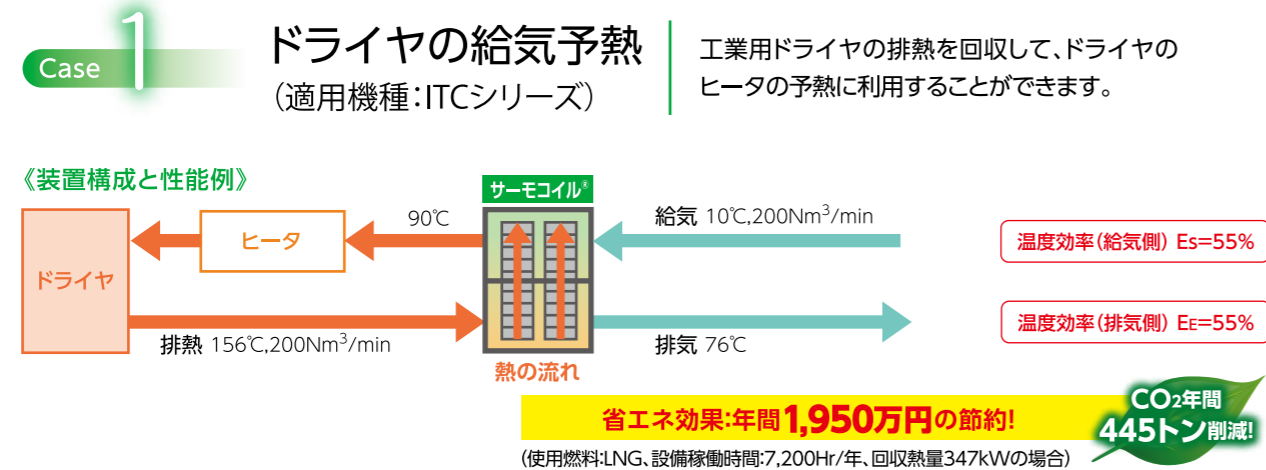 Case 1
ドライヤの給気予熱
（適用機種：ITCシリーズ）
工業用ドライヤの排熱を回収して、ドライヤの
ヒータの予熱に利用することができます。
《装置構成と性能例》
サーモコイル®
90℃
給気 10℃,200Nm³/min
ヒータ
温度効率（給気側） Es=55%
ドライヤ
温度効率（排気側） EE=55%
排熱 156℃,200Nm³/min
排気 76℃
熱の流れ
省エネ効果:年間1,950万円の節約!
CO2年間
445トン削減!
(使用燃料:LNG、設備稼働時間:7,200Hr/年、回収熱量347kWの場合)